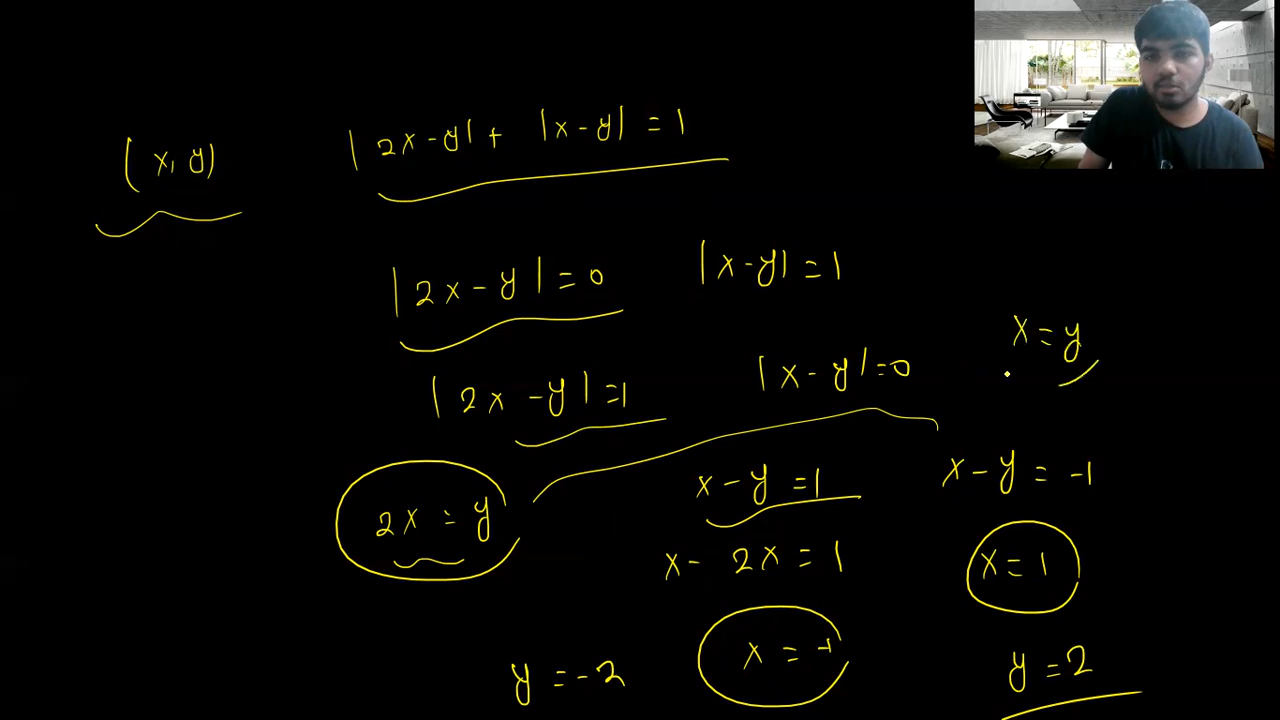 (x, y) |2x-y| + |x-y| = 1
|2x-y| = 0 |x-y| = 1
x = y
|2x-y| = 1 |x-y| = 0
2x = y x-y = 1 x-y = -1
x- 2x = 1 x = 1
y = -2 x = -1 y = 2